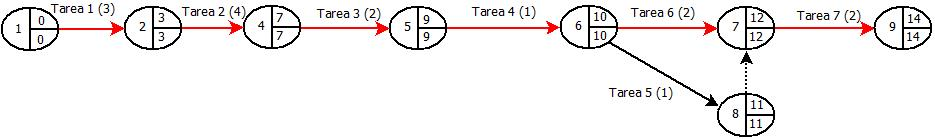 Tarea 1 (3)
Tarea 2 (4)
Tarea 3 (2)
Tarea 4 (1)
Tarea 6 (2)
Tarea 7 (2)
1 0 0
2 3 3
4 7 7
5 9 9
6 10 10
7 12 12
9 14 14
Tarea 5 (1)
8 11 11